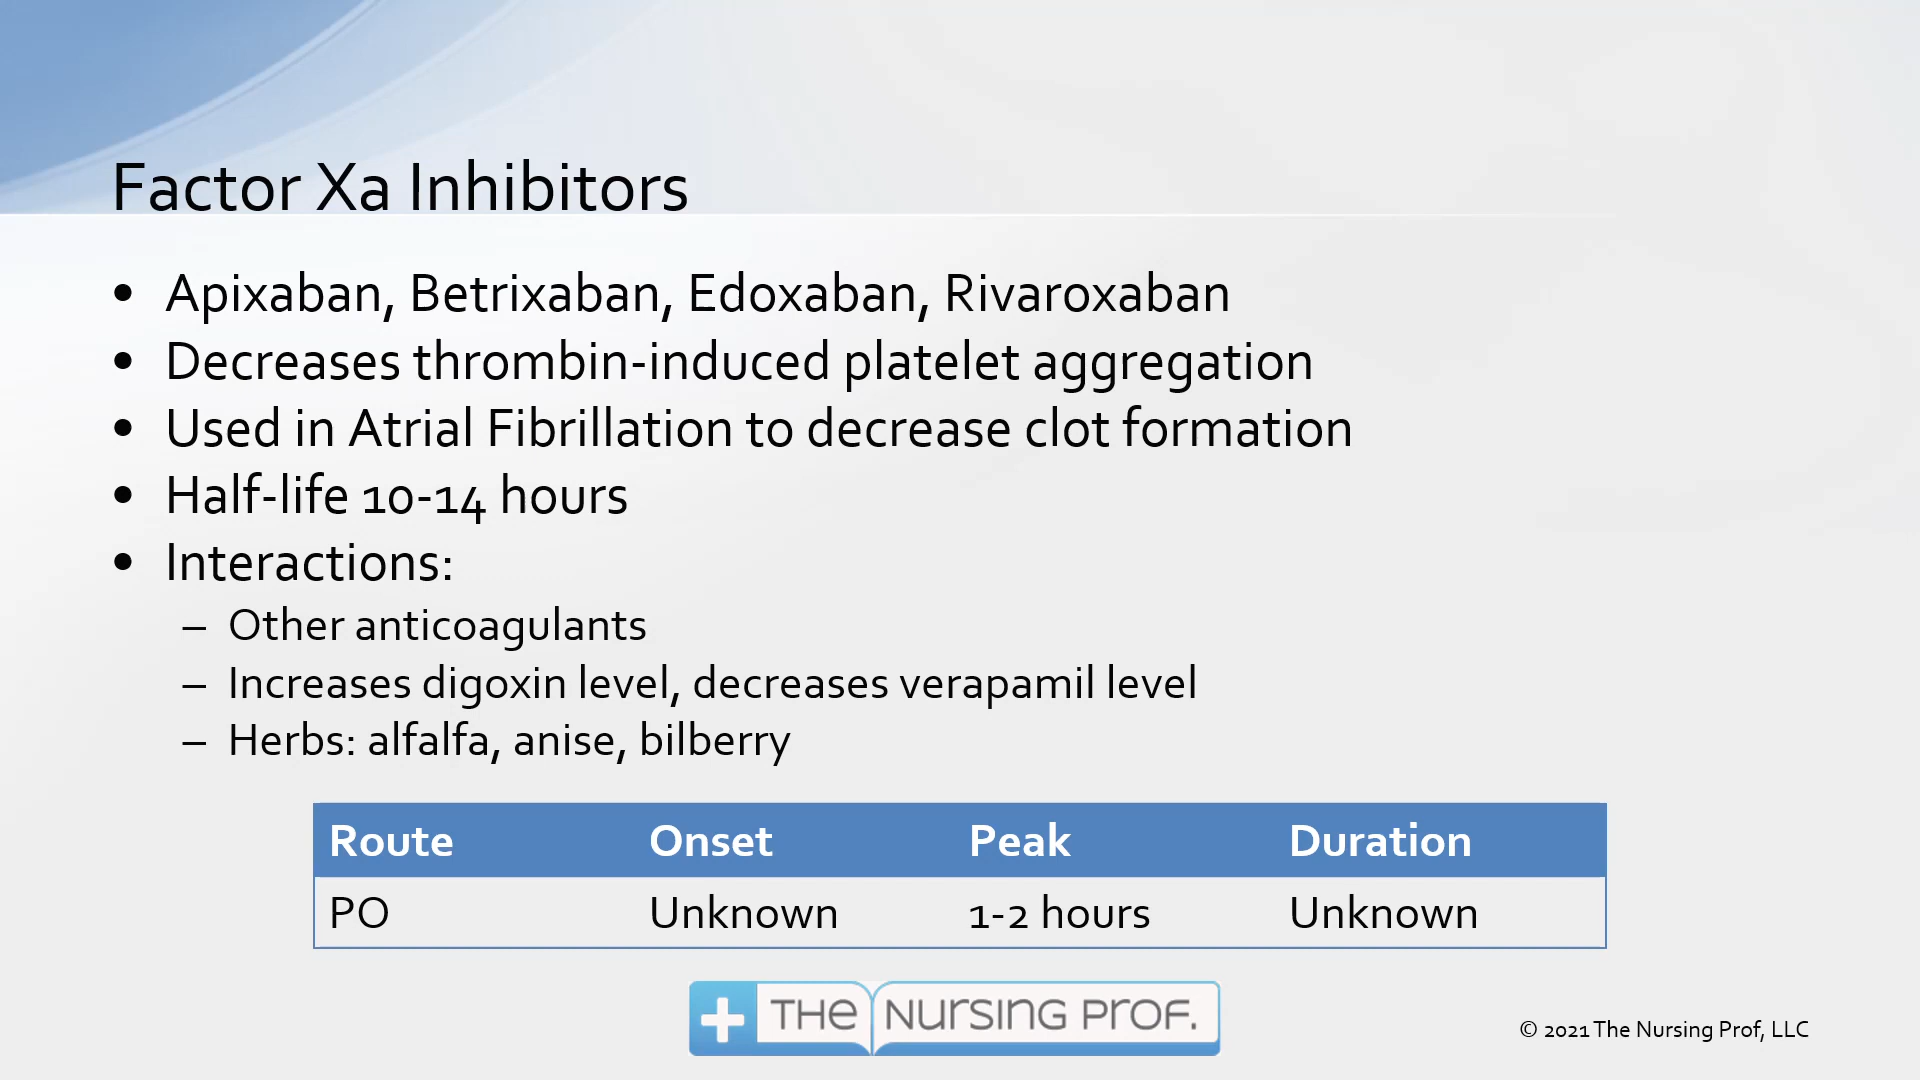 Factor Xa Inhibitors
• Apixaban, Betrixaban, Edoxaban, Rivaroxaban
• Decreases thrombin-induced platelet aggregation
• Used in Atrial Fibrillation to decrease clot formation
• Half-life 10-14 hours
• Interactions:
– Other anticoagulants
– Increases digoxin level, decreases verapamil level
– Herbs: alfalfa, anise, bilberry
Route Onset Peak Duration
PO Unknown 1-2 hours Unknown
THE NURSING PROF.
© 2021 The Nursing Prof, LLC